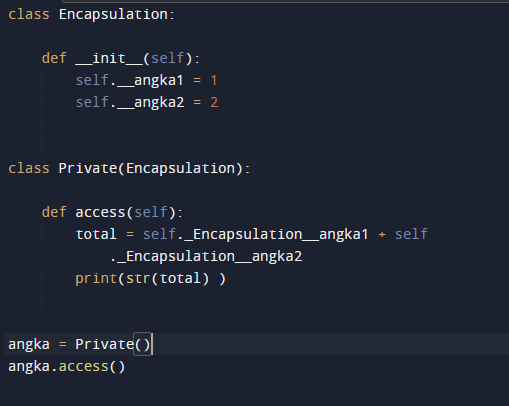 class Encapsulation:
    def __init__(self):
        self.__angka1 = 1
        self.__angka2 = 2
class Private(Encapsulation):
    def access(self):
        total = self._Encapsulation__angka1 + self
            ._Encapsulation__angka2
        print(str(total) )
angka = Private()
angka.access()